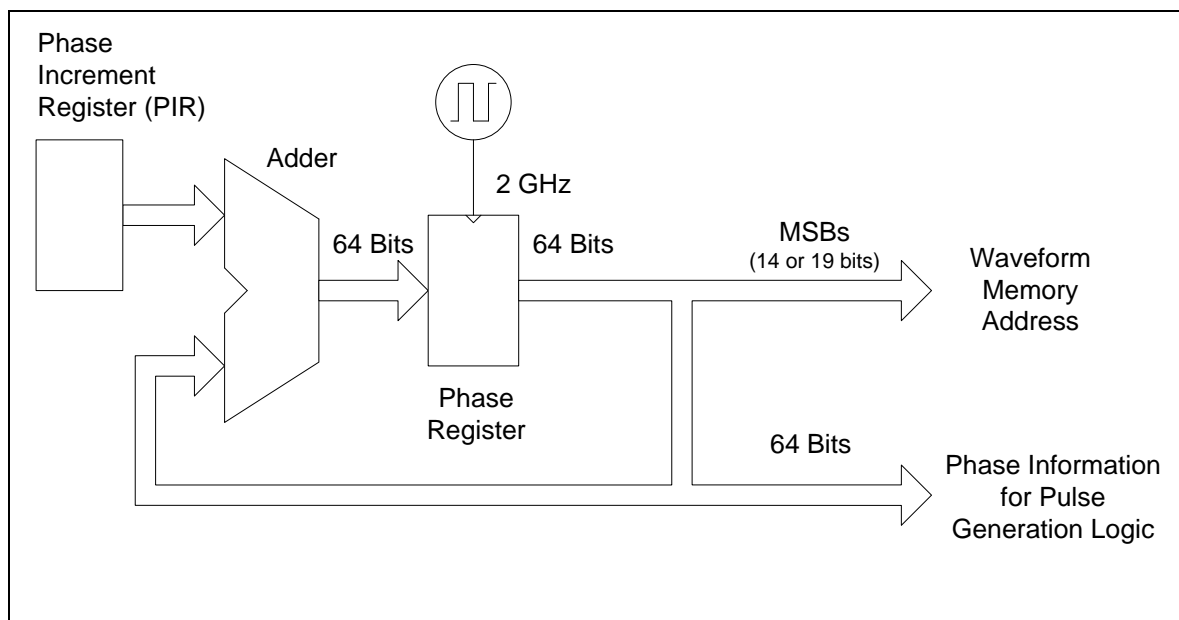 Phase
Increment
Register (PIR)
Adder
2 GHz
64 Bits
64 Bits
MSBs
(14 or 19 bits)
Waveform
Memory
Address
Phase
Register
64 Bits
Phase Information
for Pulse
Generation Logic